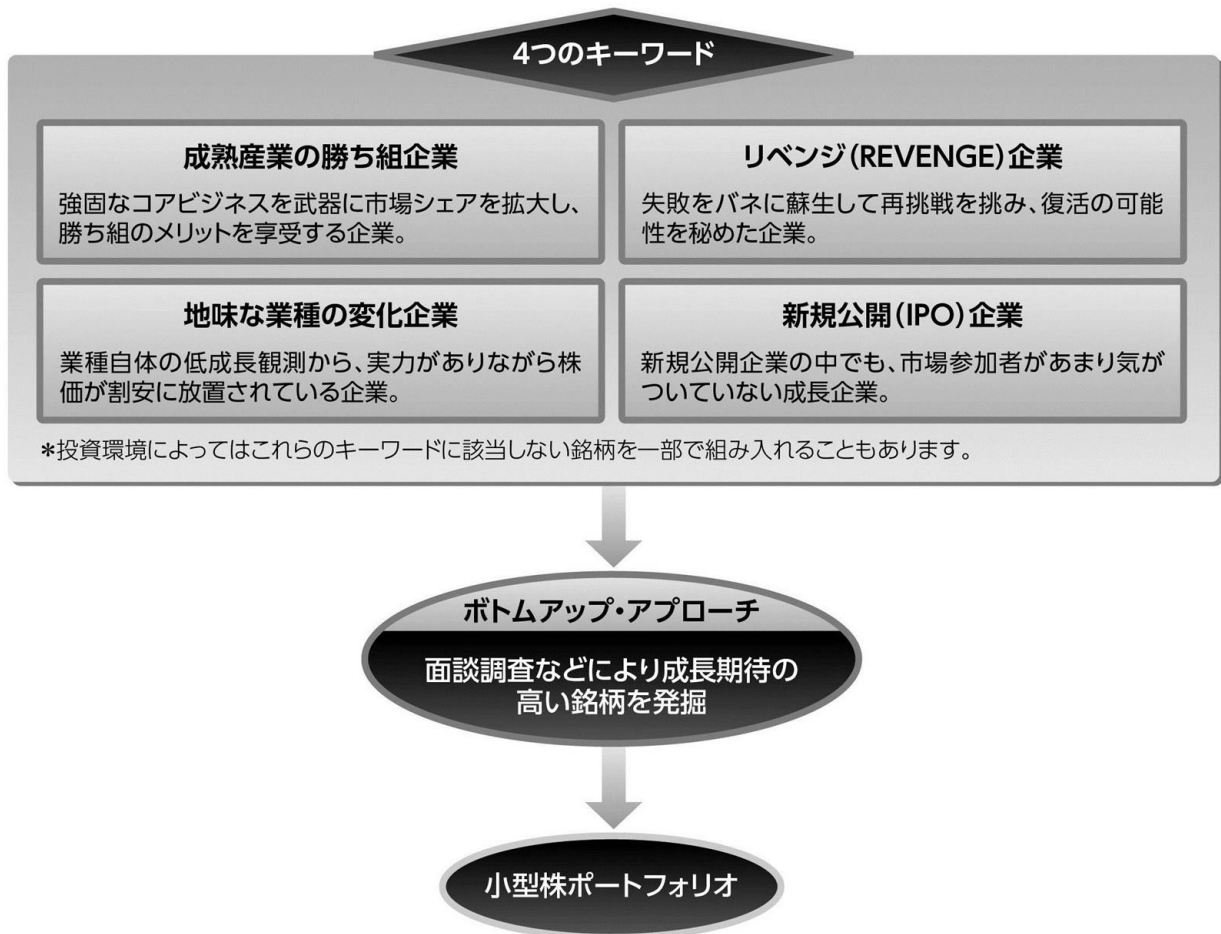 4つのキーワード
成熟産業の勝ち組企業
強固なコアビジネスを武器に市場シェアを拡大し、
勝ち組のメリットを享受する企業。
リベンジ(REVENGE)企業
失敗をバネに蘇生して再挑戦を挑み、復活の可能
性を秘めた企業。
地味な業種の変化企業
業種自体の低成長観測から、実力がありながら株
価が割安に放置されている企業。
新規公開(IPO)企業
新規公開企業の中でも、市場参加者があまり気が
ついていない成長企業。
*投資環境によってはこれらのキーワードに該当しない銘柄を一部で組み入れることもあります。
ボトムアップ・アプローチ
面談調査などにより成長期待の
高い銘柄を発掘
小型株ポートフォリオ